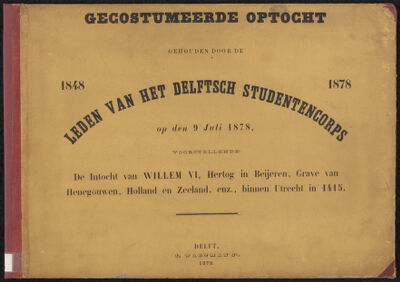 GECOSTUMEERDE OPTOCHT
GEHOUDEN DOOR DE
1848 1878
LEDEN VAN HET DELFTSCH STUDENTENCORPS
op den 9 Juli 1878,
VOORSTELLENDE:
De Intocht van WILLEM VI, Hertog in Beijeren, Grave van
Henegouwen, Holland en Zeeland, enz., binnen Utrecht in 1415.
DELFT,
1878.